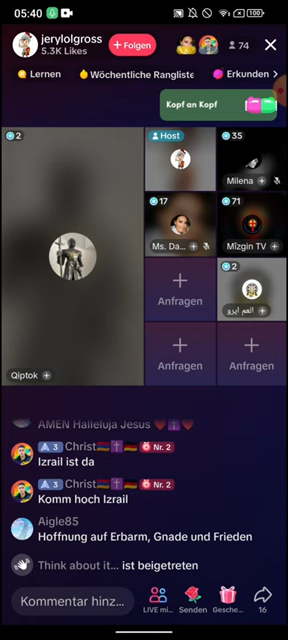 05:40
jerylolgross
5.3K Likes
+ Folgen
74
Lernen
Wöchentliche Rangliste
Erkunden
Kopf an Kopf
2
Host
35
Milena
17
Ms. Da...
71
Mîzgin TV
Anfragen
2
العم ايرو
Qiptok
Anfragen
Anfragen
AMEN Halleluja Jesus
A 3 Christ Nr. 2
Izrail ist da
A 3 Christ Nr. 2
Komm hoch Izrail
Aigle85
Hoffnung auf Erbarm, Gnade und Frieden
Think about it... ist beigetreten
Kommentar hinz...
LIVE mi...
Senden
Gesche...
16